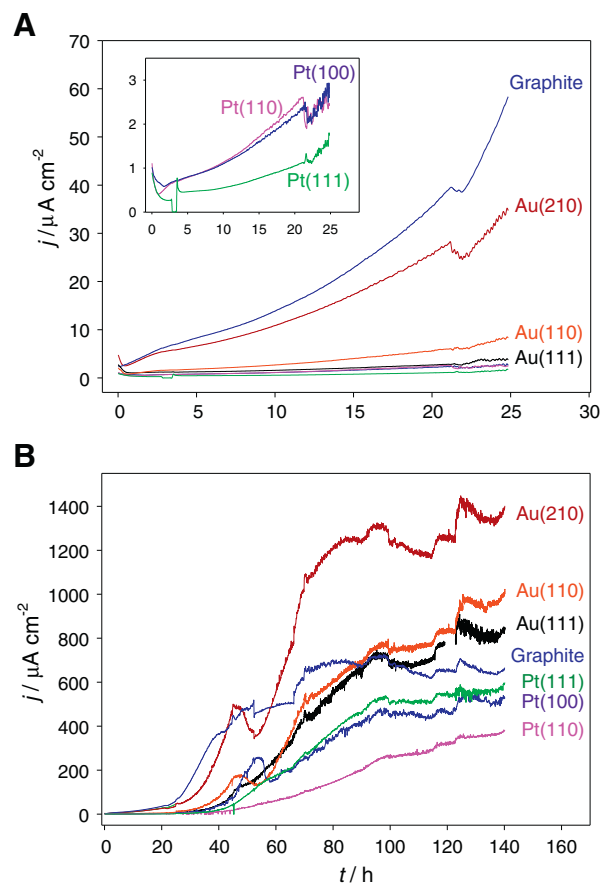 A
70
60
50
40
30
20
10
0
j / μA cm-2
0 5 10 15 20 25 30
3
2
1
0
0 5 10 15 20 25
Pt(100)
Pt(110)
Pt(111)
Graphite
Au(210)
Au(110)
Au(111)
B
1400
1200
1000
800
600
400
200
0
j / μA cm-2
Au(210)
Au(110)
Au(111)
Graphite
Pt(111)
Pt(100)
Pt(110)
0 20 40 60 80 100 120 140 160
t / h